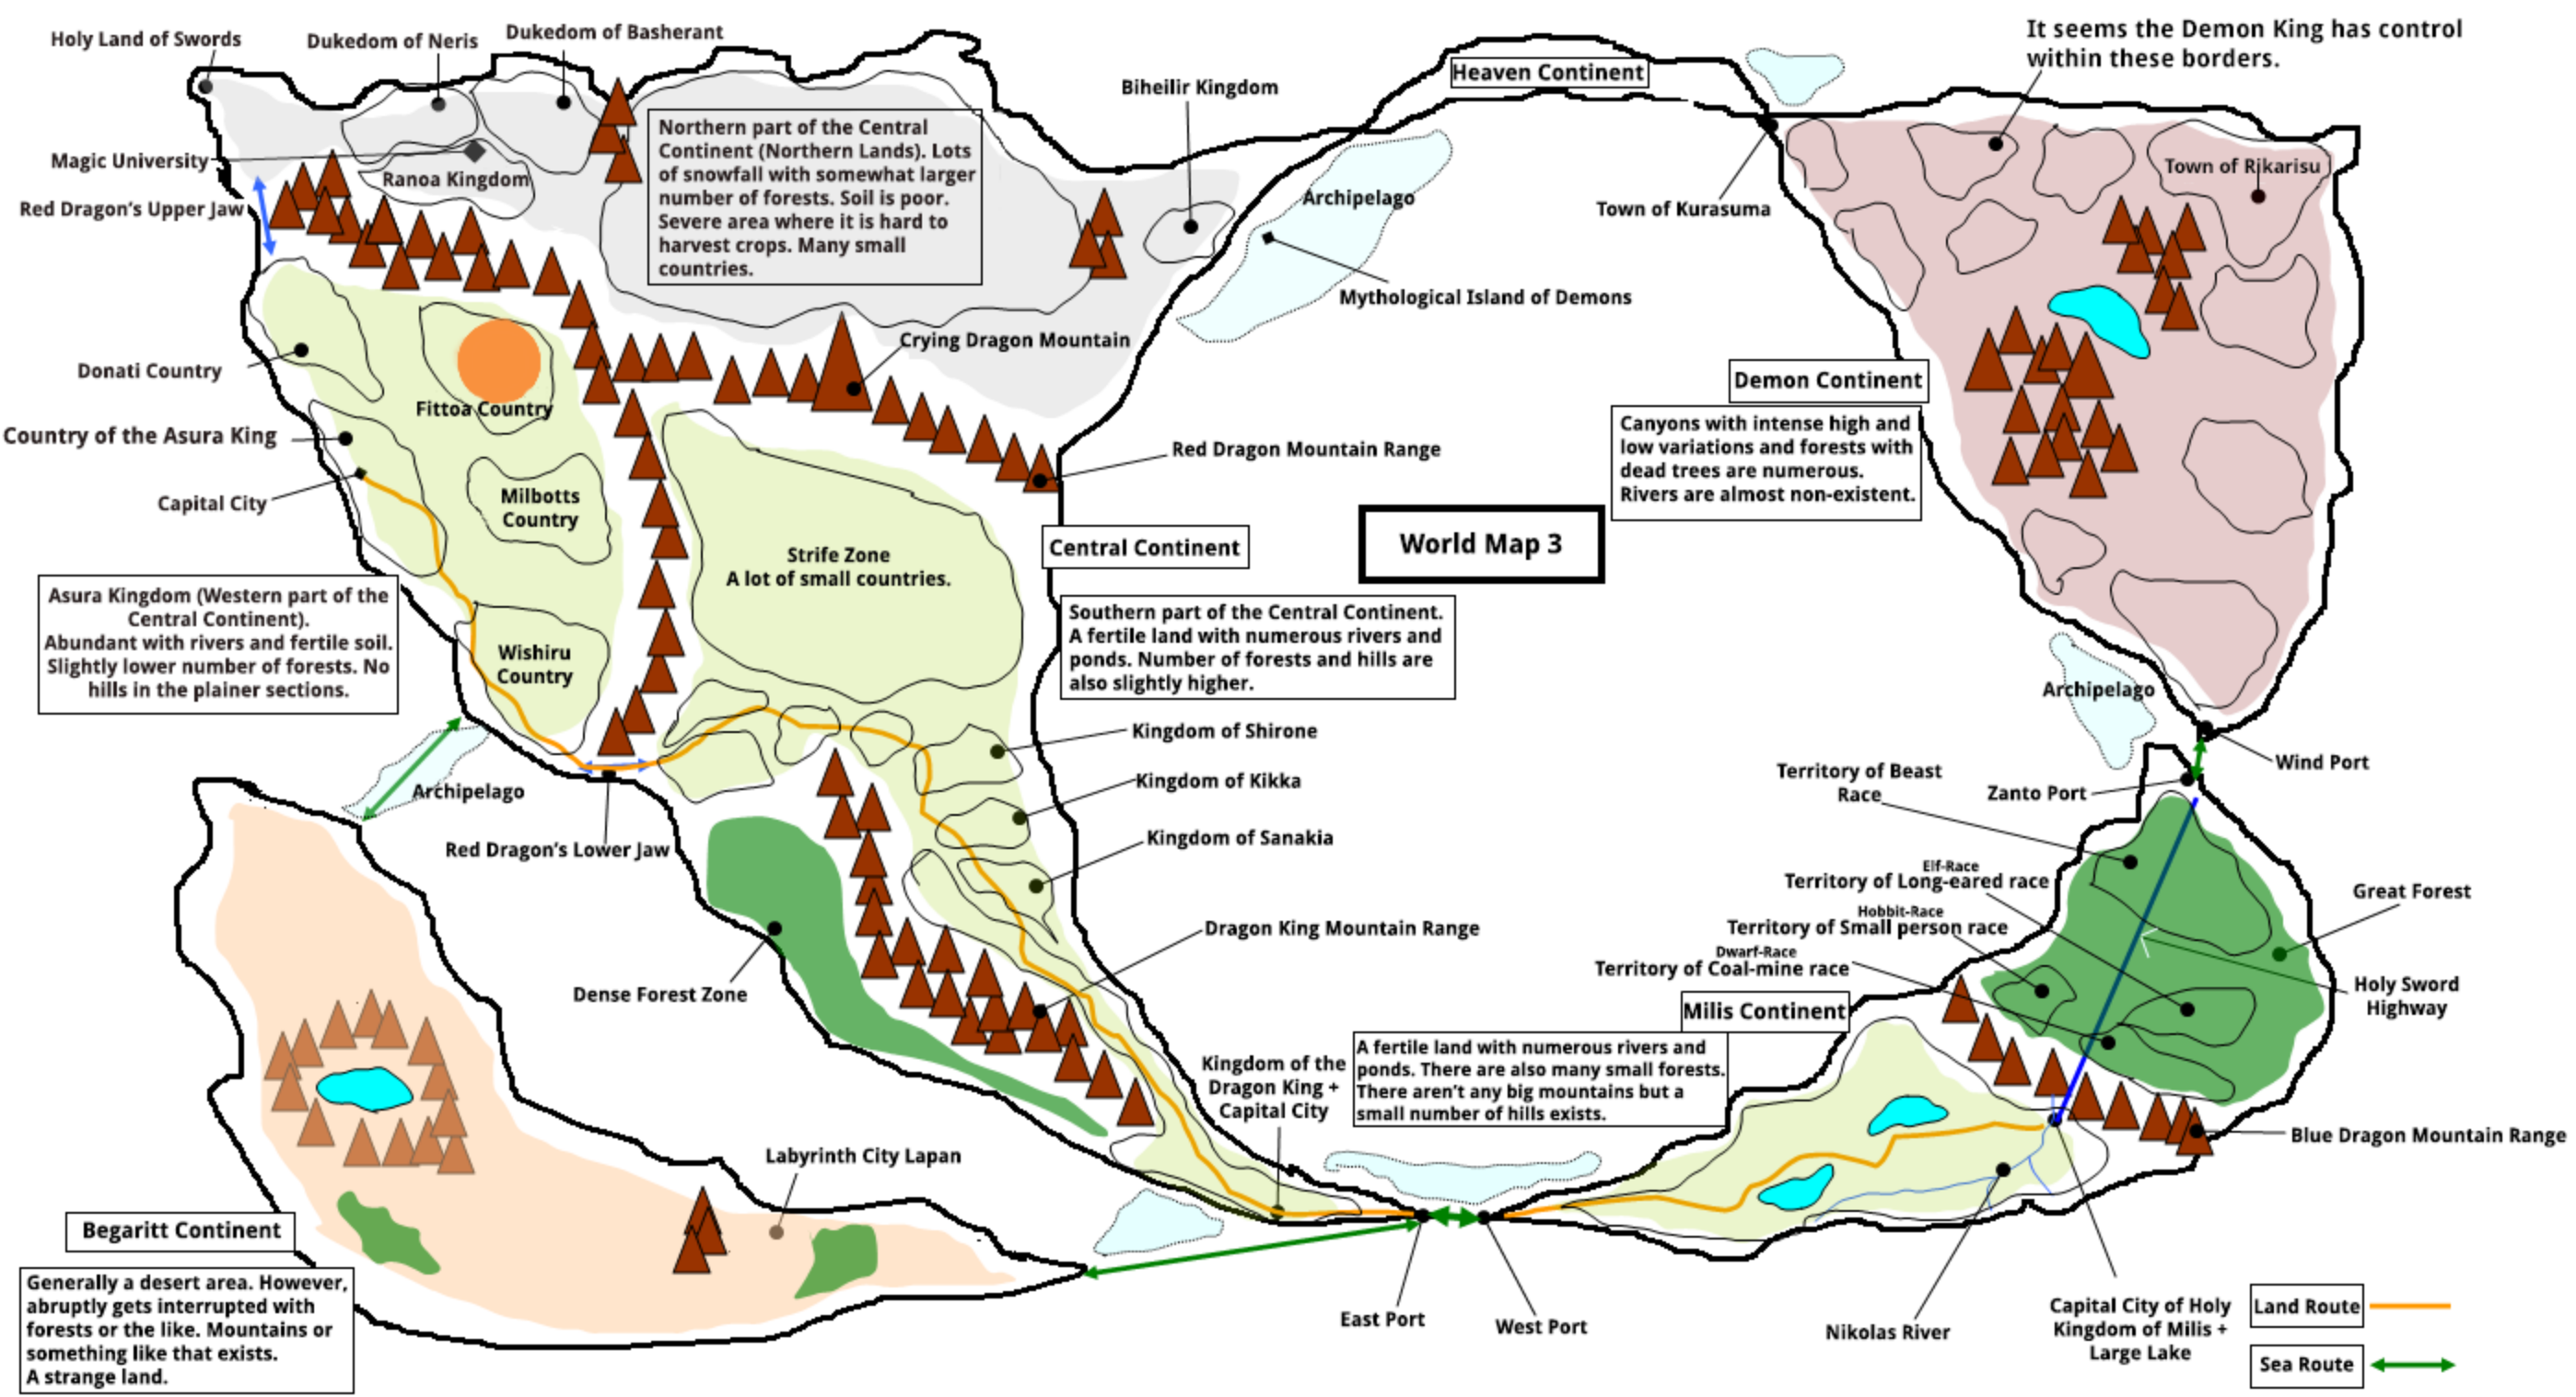 Holy Land of Swords
Dukedom of Neris
Dukedom of Basherant
Magic University
Ranoa Kingdom
Red Dragon's Upper Jaw
Northern part of the Central
Continent (Northern Lands). Lots
of snowfall with somewhat larger
number of forests. Soil is poor.
Severe area where it is hard to
harvest crops. Many small
countries.
Biheilir Kingdom
Heaven Continent
It seems the Demon King has control
within these borders.
Archipelago
Mythological Island of Demons
Town of Kurasuma
Town of Rikarisu
Crying Dragon Mountain
Donati Country
Fittoa Country
Country of the Asura King
Capital City
Milbotts
Country
Red Dragon Mountain Range
Demon Continent
Canyons with intense high and
low variations and forests with
dead trees are numerous.
Rivers are almost non-existent.
World Map 3
Central Continent
Strife Zone
A lot of small countries.
Asura Kingdom (Western part of the
Central Continent).
Abundant with rivers and fertile soil.
Slightly lower number of forests. No
hills in the plainer sections.
Wishiru
Country
Southern part of the Central Continent.
A fertile land with numerous rivers and
ponds. Number of forests and hills are
also slightly higher.
Archipelago
Kingdom of Shirone
Kingdom of Kikka
Kingdom of Sanakia
Archipelago
Red Dragon's Lower Jaw
Wind Port
Zanto Port
Territory of Beast
Race
Elf-Race
Territory of Long-eared race
Hobbit-Race
Territory of Small person race
Dwarf-Race
Territory of Coal-mine race
Great Forest
Holy Sword
Highway
Dragon King Mountain Range
Dense Forest Zone
Milis Continent
A fertile land with numerous rivers and
ponds. There are also many small forests.
There aren't any big mountains but a
small number of hills exists.
Kingdom of the
Dragon King +
Capital City
Blue Dragon Mountain Range
Labyrinth City Lapan
Begaritt Continent
Generally a desert area. However,
abruptly gets interrupted with
forests or the like. Mountains or
something like that exists.
A strange land.
East Port
West Port
Nikolas River
Capital City of Holy
Kingdom of Milis +
Large Lake
Land Route
Sea Route